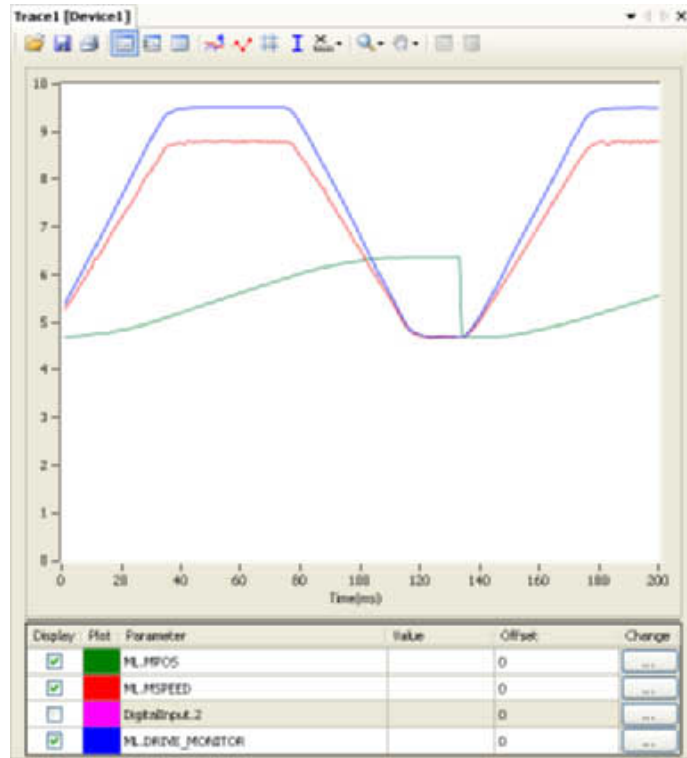 Trace1 [Device1]
10
9
8
7
6
5
4
3
2
1
0
0 20 40 60 80 100 120 140 160 180 200
Time(ms)
Display Plot Parameter Value Offset Change
ML.MPOS 0 ...
ML.MSPEED 0 ...
DigitalInput.2 0 ...
ML.DRIVE_MONITOR 0 ...